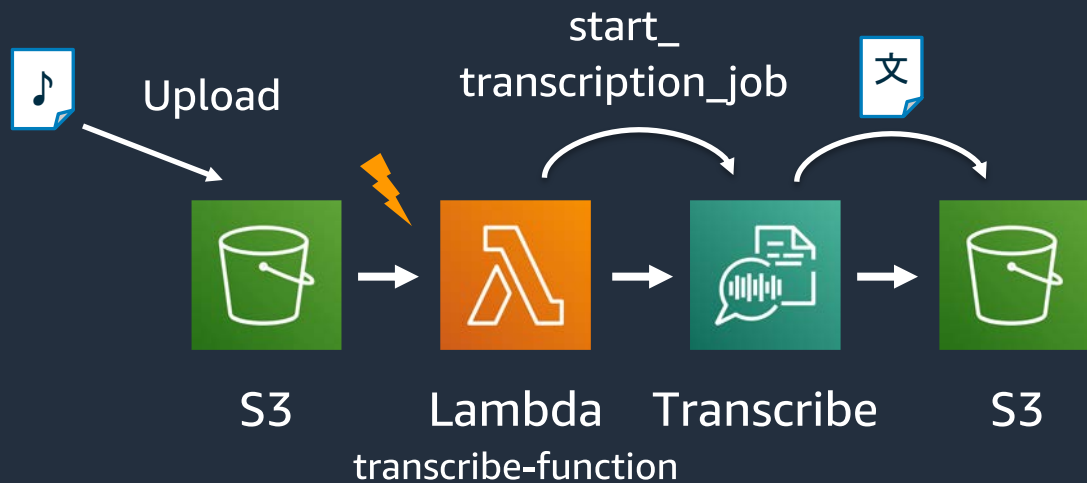 start_
transcription_job
♪
Upload
文
S3
Lambda
Transcribe
S3
transcribe-function